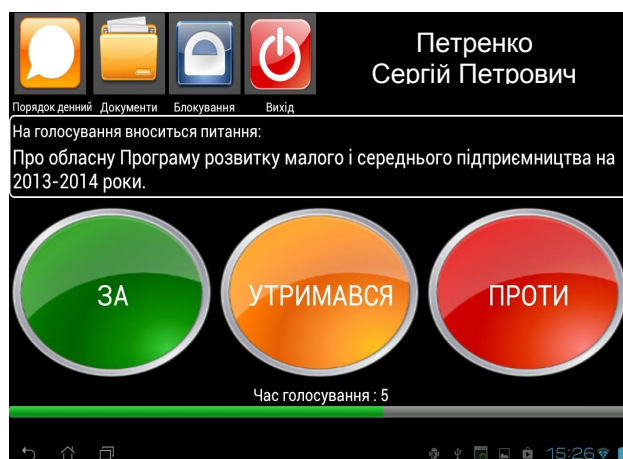 Петренко
Сергій Петрович
Порядок денний Документи Блокування Вихід
На голосування вноситься питання:
Про обласну Програму розвитку малого і середнього підприємництва на
2013-2014 роки.
ЗА УТРИМАВСЯ ПРОТИ
Час голосування : 5
15:26